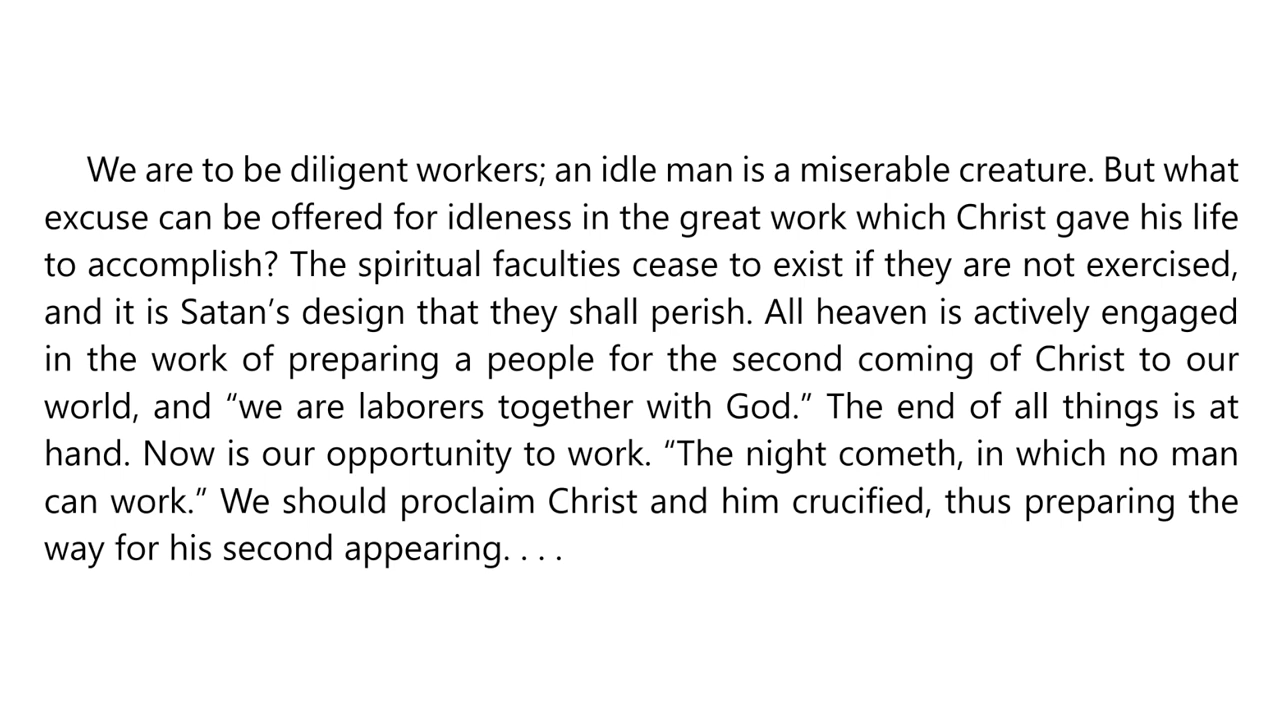 We are to be diligent workers; an idle man is a miserable creature. But what
excuse can be offered for idleness in the great work which Christ gave his life
to accomplish? The spiritual faculties cease to exist if they are not exercised,
and it is Satan’s design that they shall perish. All heaven is actively engaged
in the work of preparing a people for the second coming of Christ to our
world, and “we are laborers together with God.” The end of all things is at
hand. Now is our opportunity to work. “The night cometh, in which no man
can work.” We should proclaim Christ and him crucified, thus preparing the
way for his second appearing. . . .